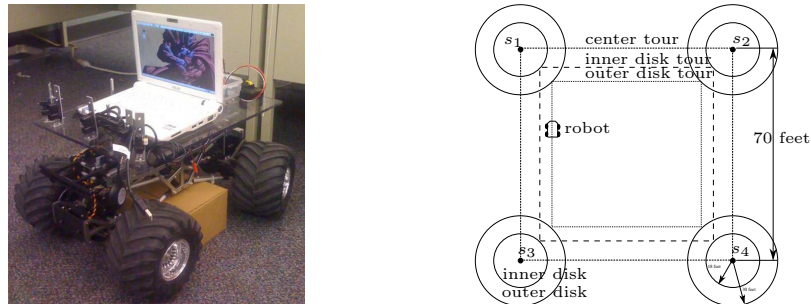 s1
s2
center tour
inner disk tour
outer disk tour
robot
70 feet
s3
s4
inner disk
outer disk